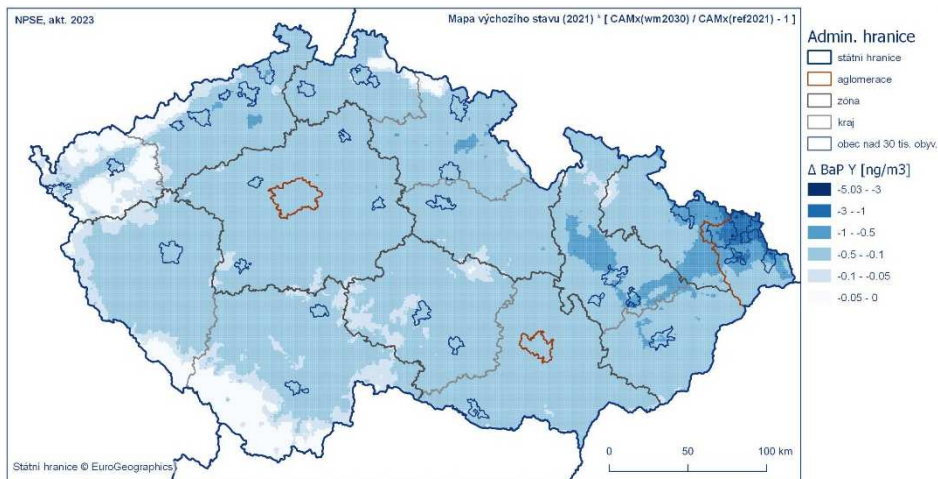 NPSE, akt. 2023
Mapa výchozího stavu (2021) * [ CAMx(wm2030) / CAMx(ref2021) - 1 ]
Admin. hranice
státní hranice
aglomerace
zóna
kraj
obec nad 30 tis. obyv.
Δ BaP Y [ng/m3]
-5.03 - -3
-3 - -1
-1 - -0.5
-0.5 - -0.1
-0.1 - -0.05
-0.05 - 0
Státní hranice © EuroGeographics
0 50 100 km